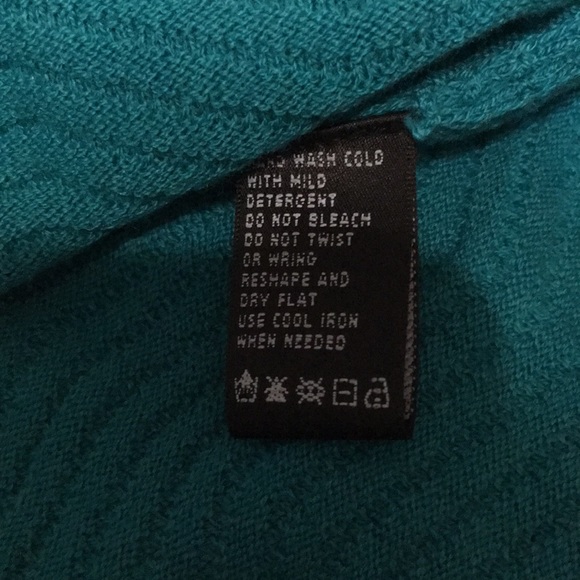 HAND WASH COLD
WITH MILD
DETERGENT
DO NOT BLEACH
DO NOT TWIST
OR WRING
RESHAPE AND
DRY FLAT
USE COOL IRON
WHEN NEEDED